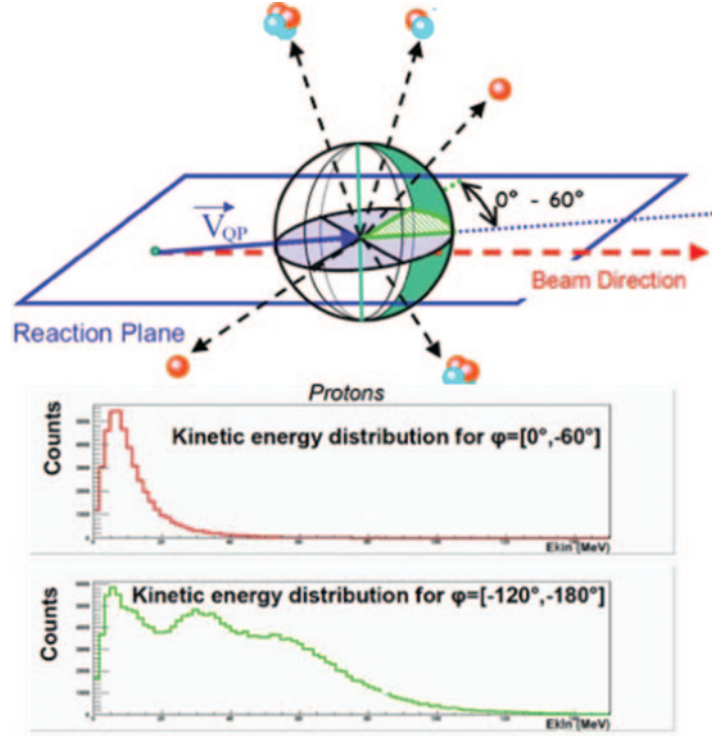 0° - 60°
V_QP
Beam Direction
Reaction Plane
Protons
Counts
Kinetic energy distribution for φ=[0°,-60°]
Ekin (MeV)
Counts
Kinetic energy distribution for φ=[-120°,-180°]
Ekin (MeV)